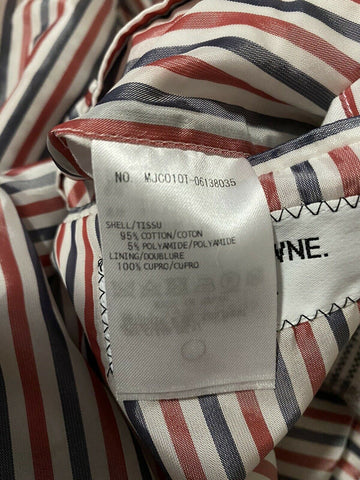 NO. MJC010T-06138035
SHELL/TISSU
95% COTTON/COTON
5% POLYAMIDE/POLYAMIDE
LINING/DOUBLURE
100% CUPRO/CUPRO
WNE.